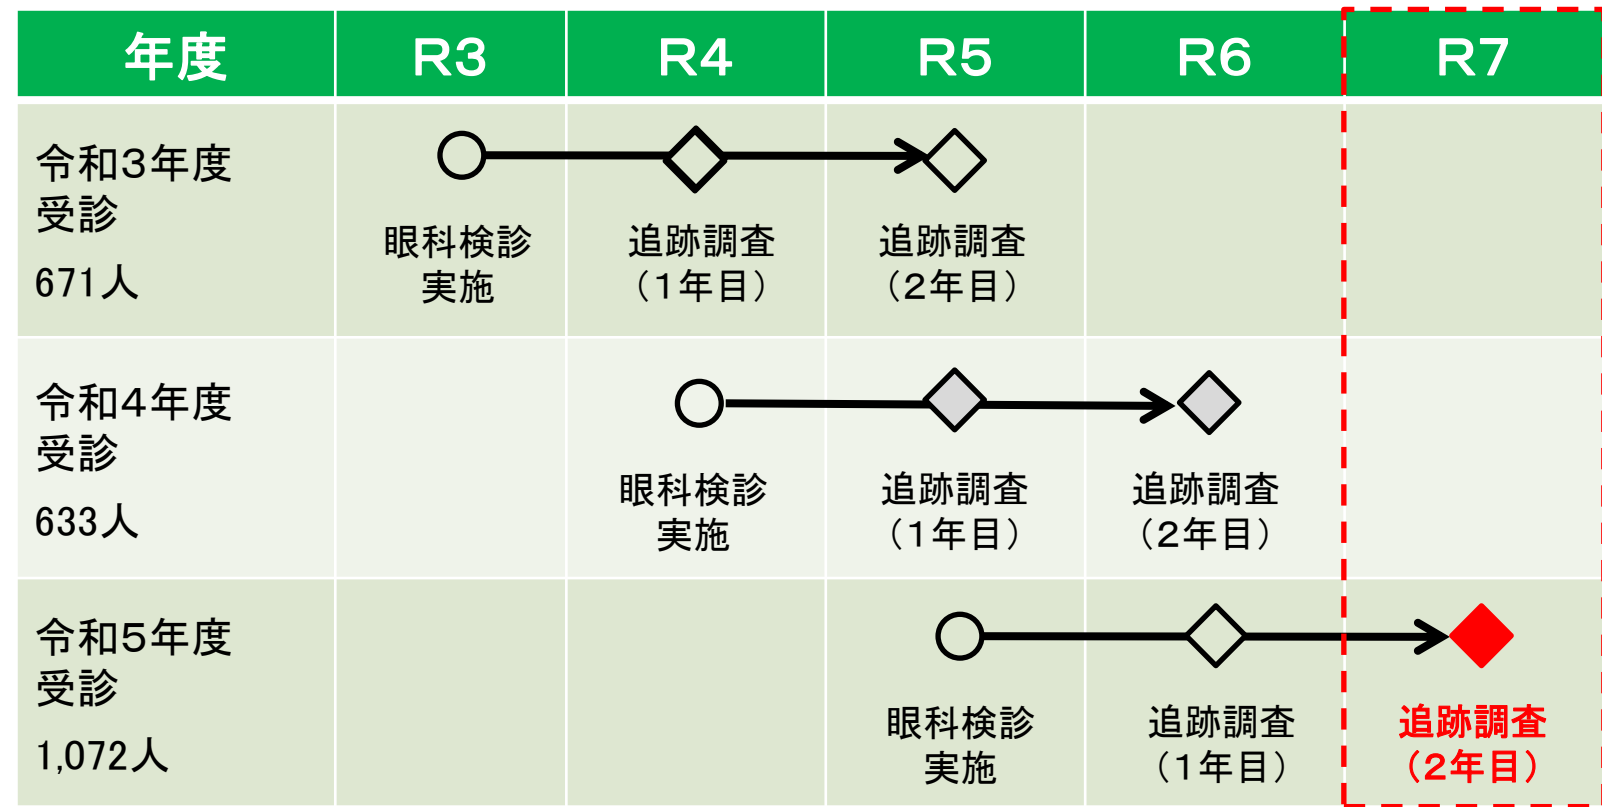 年度 R3 R4 R5 R6 R7
令和3年度
受診
671人
眼科検診
実施
追跡調査
（1年目）
追跡調査
（2年目）
令和4年度
受診
633人
眼科検診
実施
追跡調査
（1年目）
追跡調査
（2年目）
令和5年度
受診
1,072人
眼科検診
実施
追跡調査
（1年目）
追跡調査
（2年目）